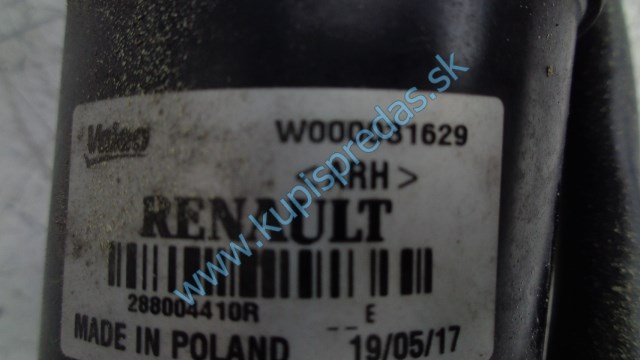 Valeo
W000031629
RH >
RENAULT
288004410R
E
MADE IN POLAND 19/05/17
www.kupispredas.sk